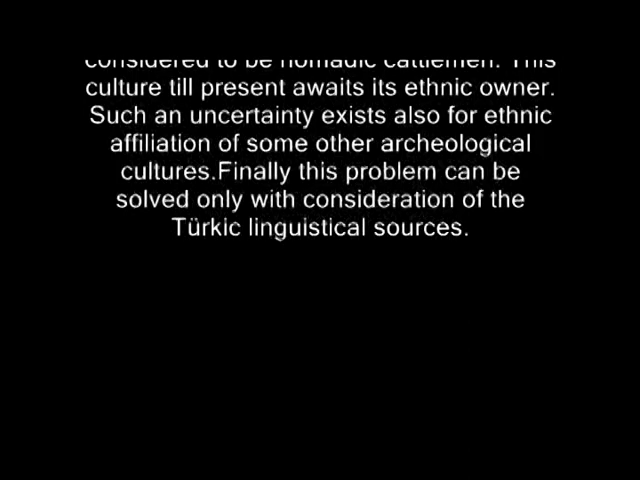 considered to be nomadic cattlemen. This
culture till present awaits its ethnic owner.
Such an uncertainty exists also for ethnic
affiliation of some other archeological
cultures.Finally this problem can be
solved only with consideration of the
Türkic linguistical sources.